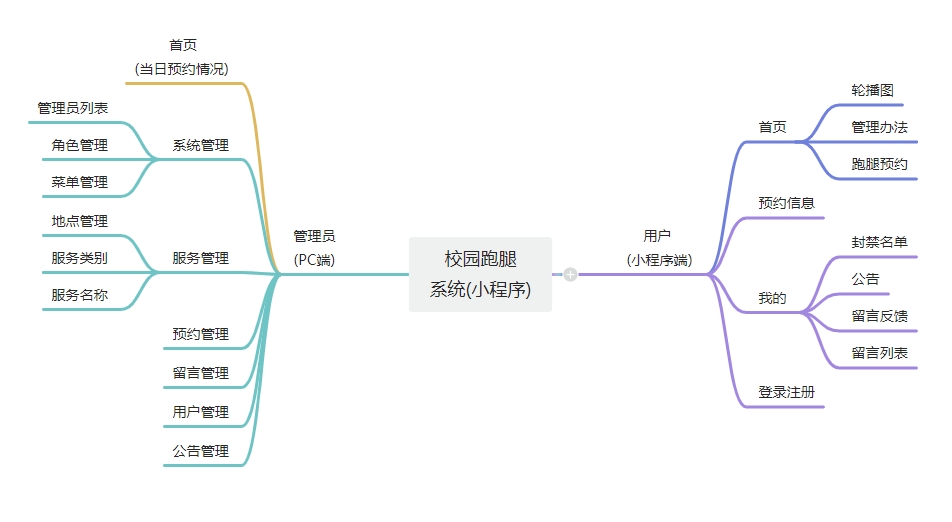 校园跑腿
系统(小程序)
管理员
(PC端)
首页
(当日预约情况)
系统管理
管理员列表
角色管理
菜单管理
服务管理
地点管理
服务类别
服务名称
预约管理
留言管理
用户管理
公告管理
用户
(小程序端)
首页
轮播图
管理办法
跑腿预约
预约信息
我的
封禁名单
公告
留言反馈
留言列表
登录注册